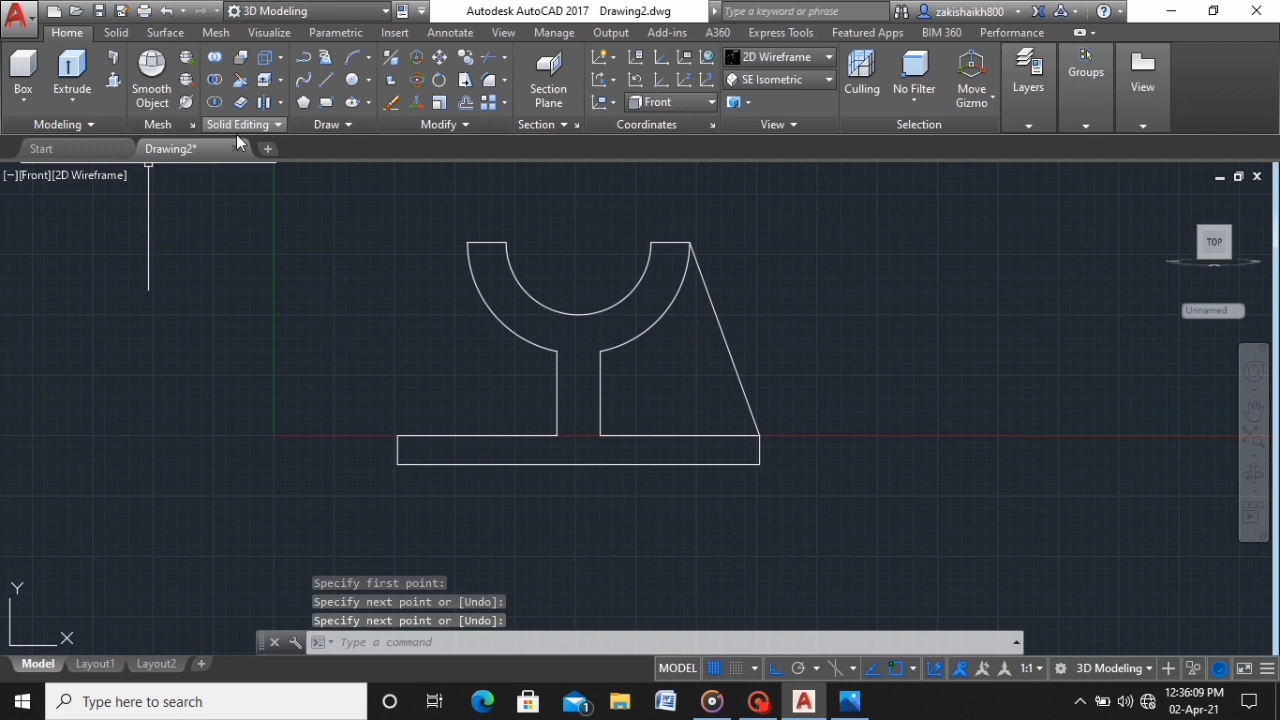 3D Modeling
Autodesk AutoCAD 2017 Drawing2.dwg
Type a keyword or phrase
zakishaikh800
Home Solid Surface Mesh Visualize Parametric Insert Annotate View Manage Output Add-ins A360 Express Tools Featured Apps BIM 360 Performance
2D Wireframe
SE Isometric
Front
Box
Extrude
Smooth Object
Section Plane
Culling
No Filter
Move Gizmo
Layers
Groups
View
Modeling Mesh Solid Editing Draw Modify Section Coordinates View Selection
Start Drawing2*
[−][Front][2D Wireframe]
TOP
Unnamed
Y
X
Specify first point:
Specify next point or [Undo]:
Specify next point or [Undo]:
Type a command
Model Layout1 Layout2
MODEL 1:1 3D Modeling
Type here to search
1
12:36:09 PM
02-Apr-21